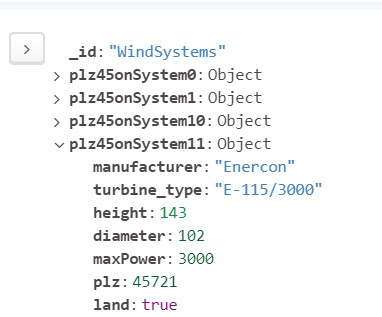 _id: "WindSystems"
plz45onSystem0: Object
plz45onSystem1: Object
plz45onSystem10: Object
plz45onSystem11: Object
manufacturer: "Enercon"
turbine_type: "E-115/3000"
height: 143
diameter: 102
maxPower: 3000
plz: 45721
land: true